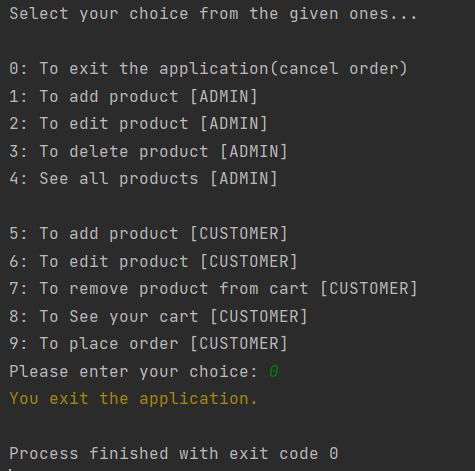 Select your choice from the given ones...
0: To exit the application(cancel order)
1: To add product [ADMIN]
2: To edit product [ADMIN]
3: To delete product [ADMIN]
4: See all products [ADMIN]
5: To add product [CUSTOMER]
6: To edit product [CUSTOMER]
7: To remove product from cart [CUSTOMER]
8: To See your cart [CUSTOMER]
9: To place order [CUSTOMER]
Please enter your choice: 0
You exit the application.
Process finished with exit code 0